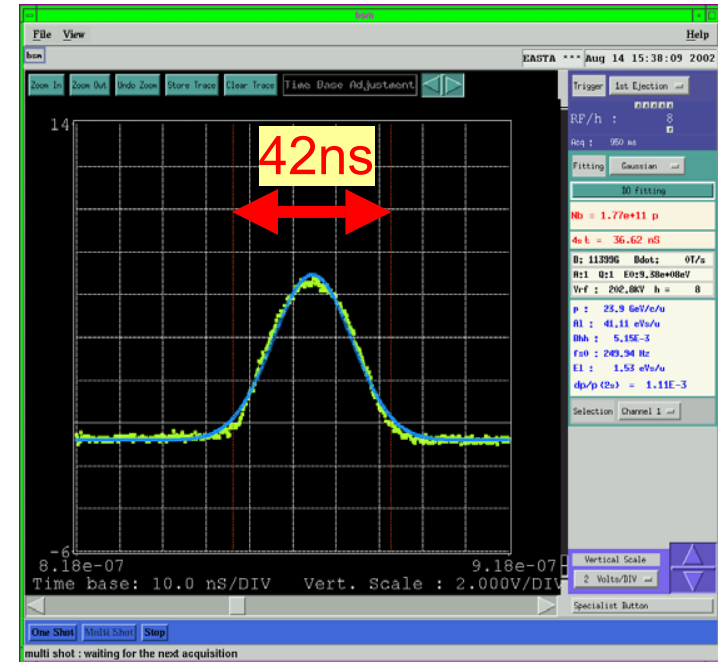 bsm
File View Help
bsm
EASTA *** Aug 14 15:38:09 2002
Zoom In Zoom Out Undo Zoom Store Trace Clear Trace Time Base Adjustment
Trigger 1st Ejection
RF/h : 8
Acq : 950 ms
Fitting Gaussian
DO fitting
Nb = 1.77e+11 p
4s t = 36.62 nS
B: 11399G Bdot: 0T/s
A:1 Q:1 E0:9.38e+08eV
Vrf : 202.8KV h = 8
p : 23.9 GeV/c/u
Al : 41.11 eVs/u
Bhh : 5.15E-3
fs0 : 249.94 Hz
El : 1.53 eVs/u
dp/p (2s) = 1.11E-3
Selection Channel 1
14
42ns
-6
8.18e-07 9.18e-07
Time base: 10.0 nS/DIV Vert. Scale : 2.000V/DIV
Vertical Scale
2 Volts/DIV
Specialist Button
One Shot Multi Shot Stop
multi shot : waiting for the next acquisition